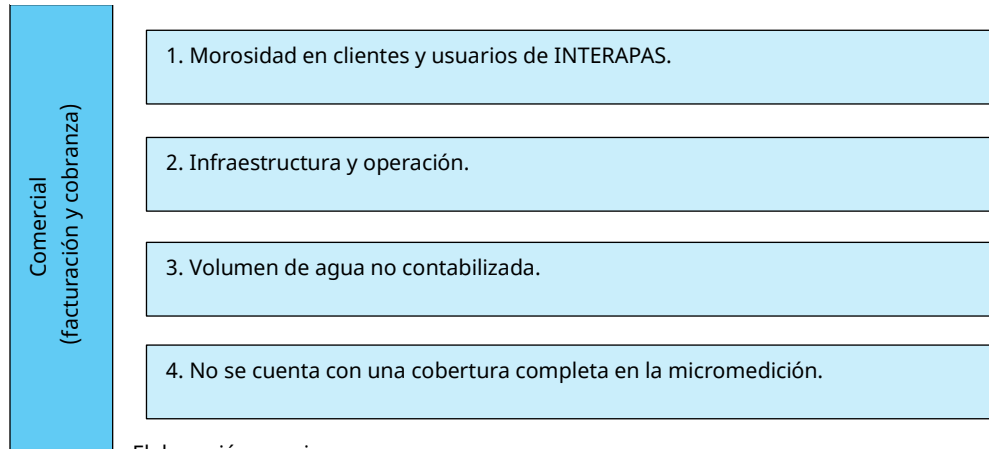 Comercial
(facturación y cobranza)
1. Morosidad en clientes y usuarios de INTERAPAS.
2. Infraestructura y operación.
3. Volumen de agua no contabilizada.
4. No se cuenta con una cobertura completa en la micromedición.